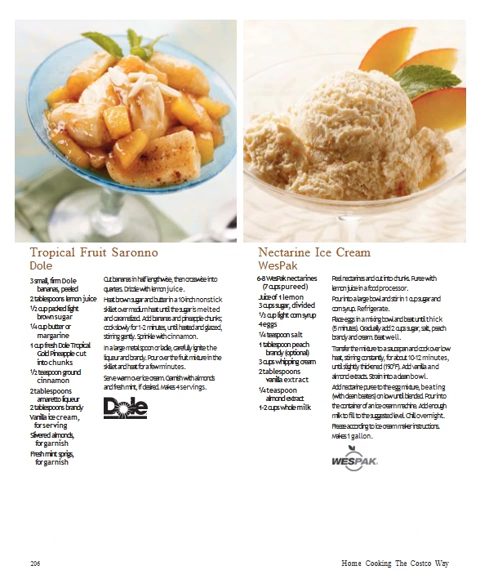 Tropical Fruit Saronno
Dole
3 small, firm Dole
bananas, peeled
2 tablespoons lemon juice
1/2 cup packed light
brown sugar
1/4 cup butter or
margarine
1 cup fresh Dole Tropical
Gold Pineapple cut
into chunks
1/2 teaspoon ground
cinnamon
2 tablespoons
amaretto liqueur
2 tablespoons brandy
Vanilla ice cream,
for serving
Slivered almonds,
for garnish
Fresh mint sprigs,
for garnish
Cut bananas in half lengthwise, then crosswise into
quarters. Drizzle with lemon juice.
Heat brown sugar and butter in a 10-inch nonstick
skillet over medium heat until the sugar is melted
and caramelized. Add bananas and pineapple chunks;
cook slowly for 1-2 minutes, until heated and glazed,
stirring gently. Sprinkle with cinnamon.
In a large metal spoon or ladle, carefully ignite the
liqueur and brandy. Pour over the fruit mixture in the
skillet and heat for a few minutes.
Serve warm over ice cream. Garnish with almonds
and fresh mint, if desired. Makes 4 servings.
Dole
Nectarine Ice Cream
WesPak
6-8 WesPak nectarines
(7 cups pureed)
Juice of 1 lemon
3 cups sugar, divided
1/3 cup light corn syrup
4 eggs
1/4 teaspoon salt
1 tablespoon peach
brandy (optional)
3 cups whipping cream
2 tablespoons
vanilla extract
1/4 teaspoon
almond extract
1-2 cups whole milk
Peel nectarines and cut into chunks. Puree with
lemon juice in a food processor.
Pour into a large bowl and stir in 1 cup sugar and
corn syrup. Refrigerate.
Place eggs in a mixing bowl and beat until thick
(5 minutes). Gradually add 2 cups sugar, salt, peach
brandy and cream. Beat well.
Transfer the mixture to a saucepan and cook over low
heat, stirring constantly, for about 10-12 minutes,
until slightly thickened (190°F). Add vanilla and
almond extracts. Strain into a clean bowl.
Add nectarine puree to the egg mixture, beating
(with clean beaters) on low until blended. Pour into
the container of an ice cream machine. Add enough
milk to fill to the suggested level. Chill overnight.
Freeze according to ice cream maker instructions.
Makes 1 gallon.
WESPAK
206
Home Cooking The Costco Way